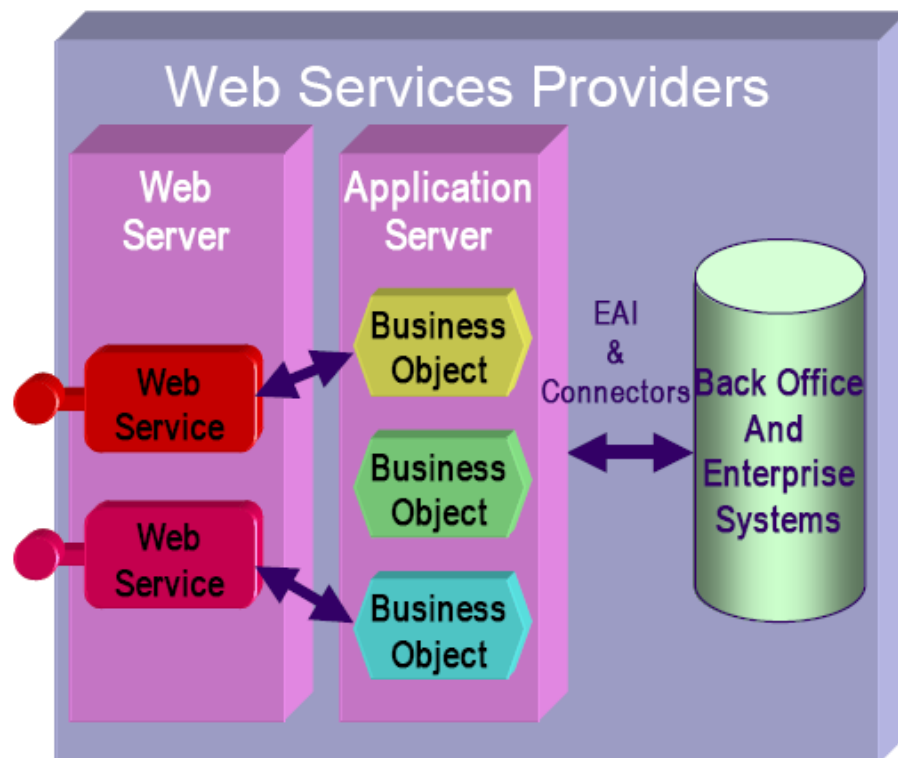 Web Services Providers
Web
Server
Application
Server
Web
Service
Web
Service
Business
Object
Business
Object
Business
Object
EAI
&
Connectors
Back Office
And
Enterprise
Systems